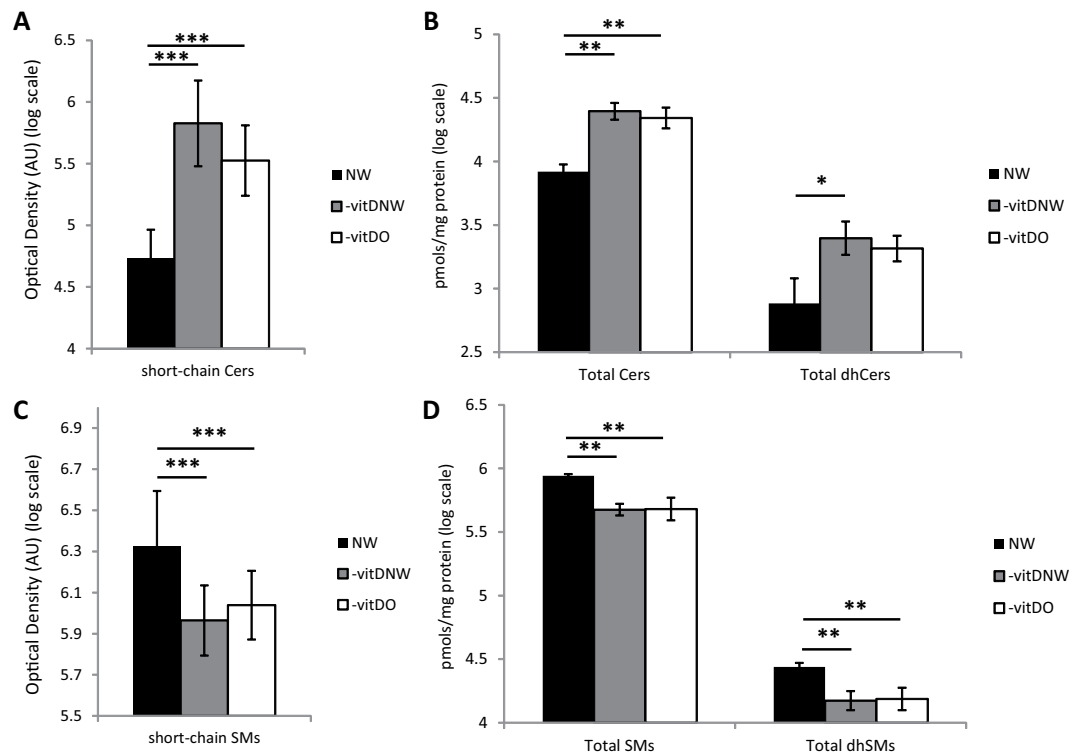 A
Optical Density (AU) (log scale)
6.5
6
5.5
5
4.5
4
***
***
short-chain Cers
NW
-vitDNW
-vitDO
B
pmols/mg protein (log scale)
5
4.5
4
3.5
3
2.5
**
**
*
Total Cers
Total dhCers
NW
-vitDNW
-vitDO
C
Optical Density (AU) (log scale)
6.9
6.7
6.5
6.3
6.1
5.9
5.7
5.5
***
***
short-chain SMs
NW
-vitDNW
-vitDO
D
pmols/mg protein (log scale)
6.5
6
5.5
5
4.5
4
**
**
**
**
Total SMs
Total dhSMs
NW
-vitDNW
-vitDO